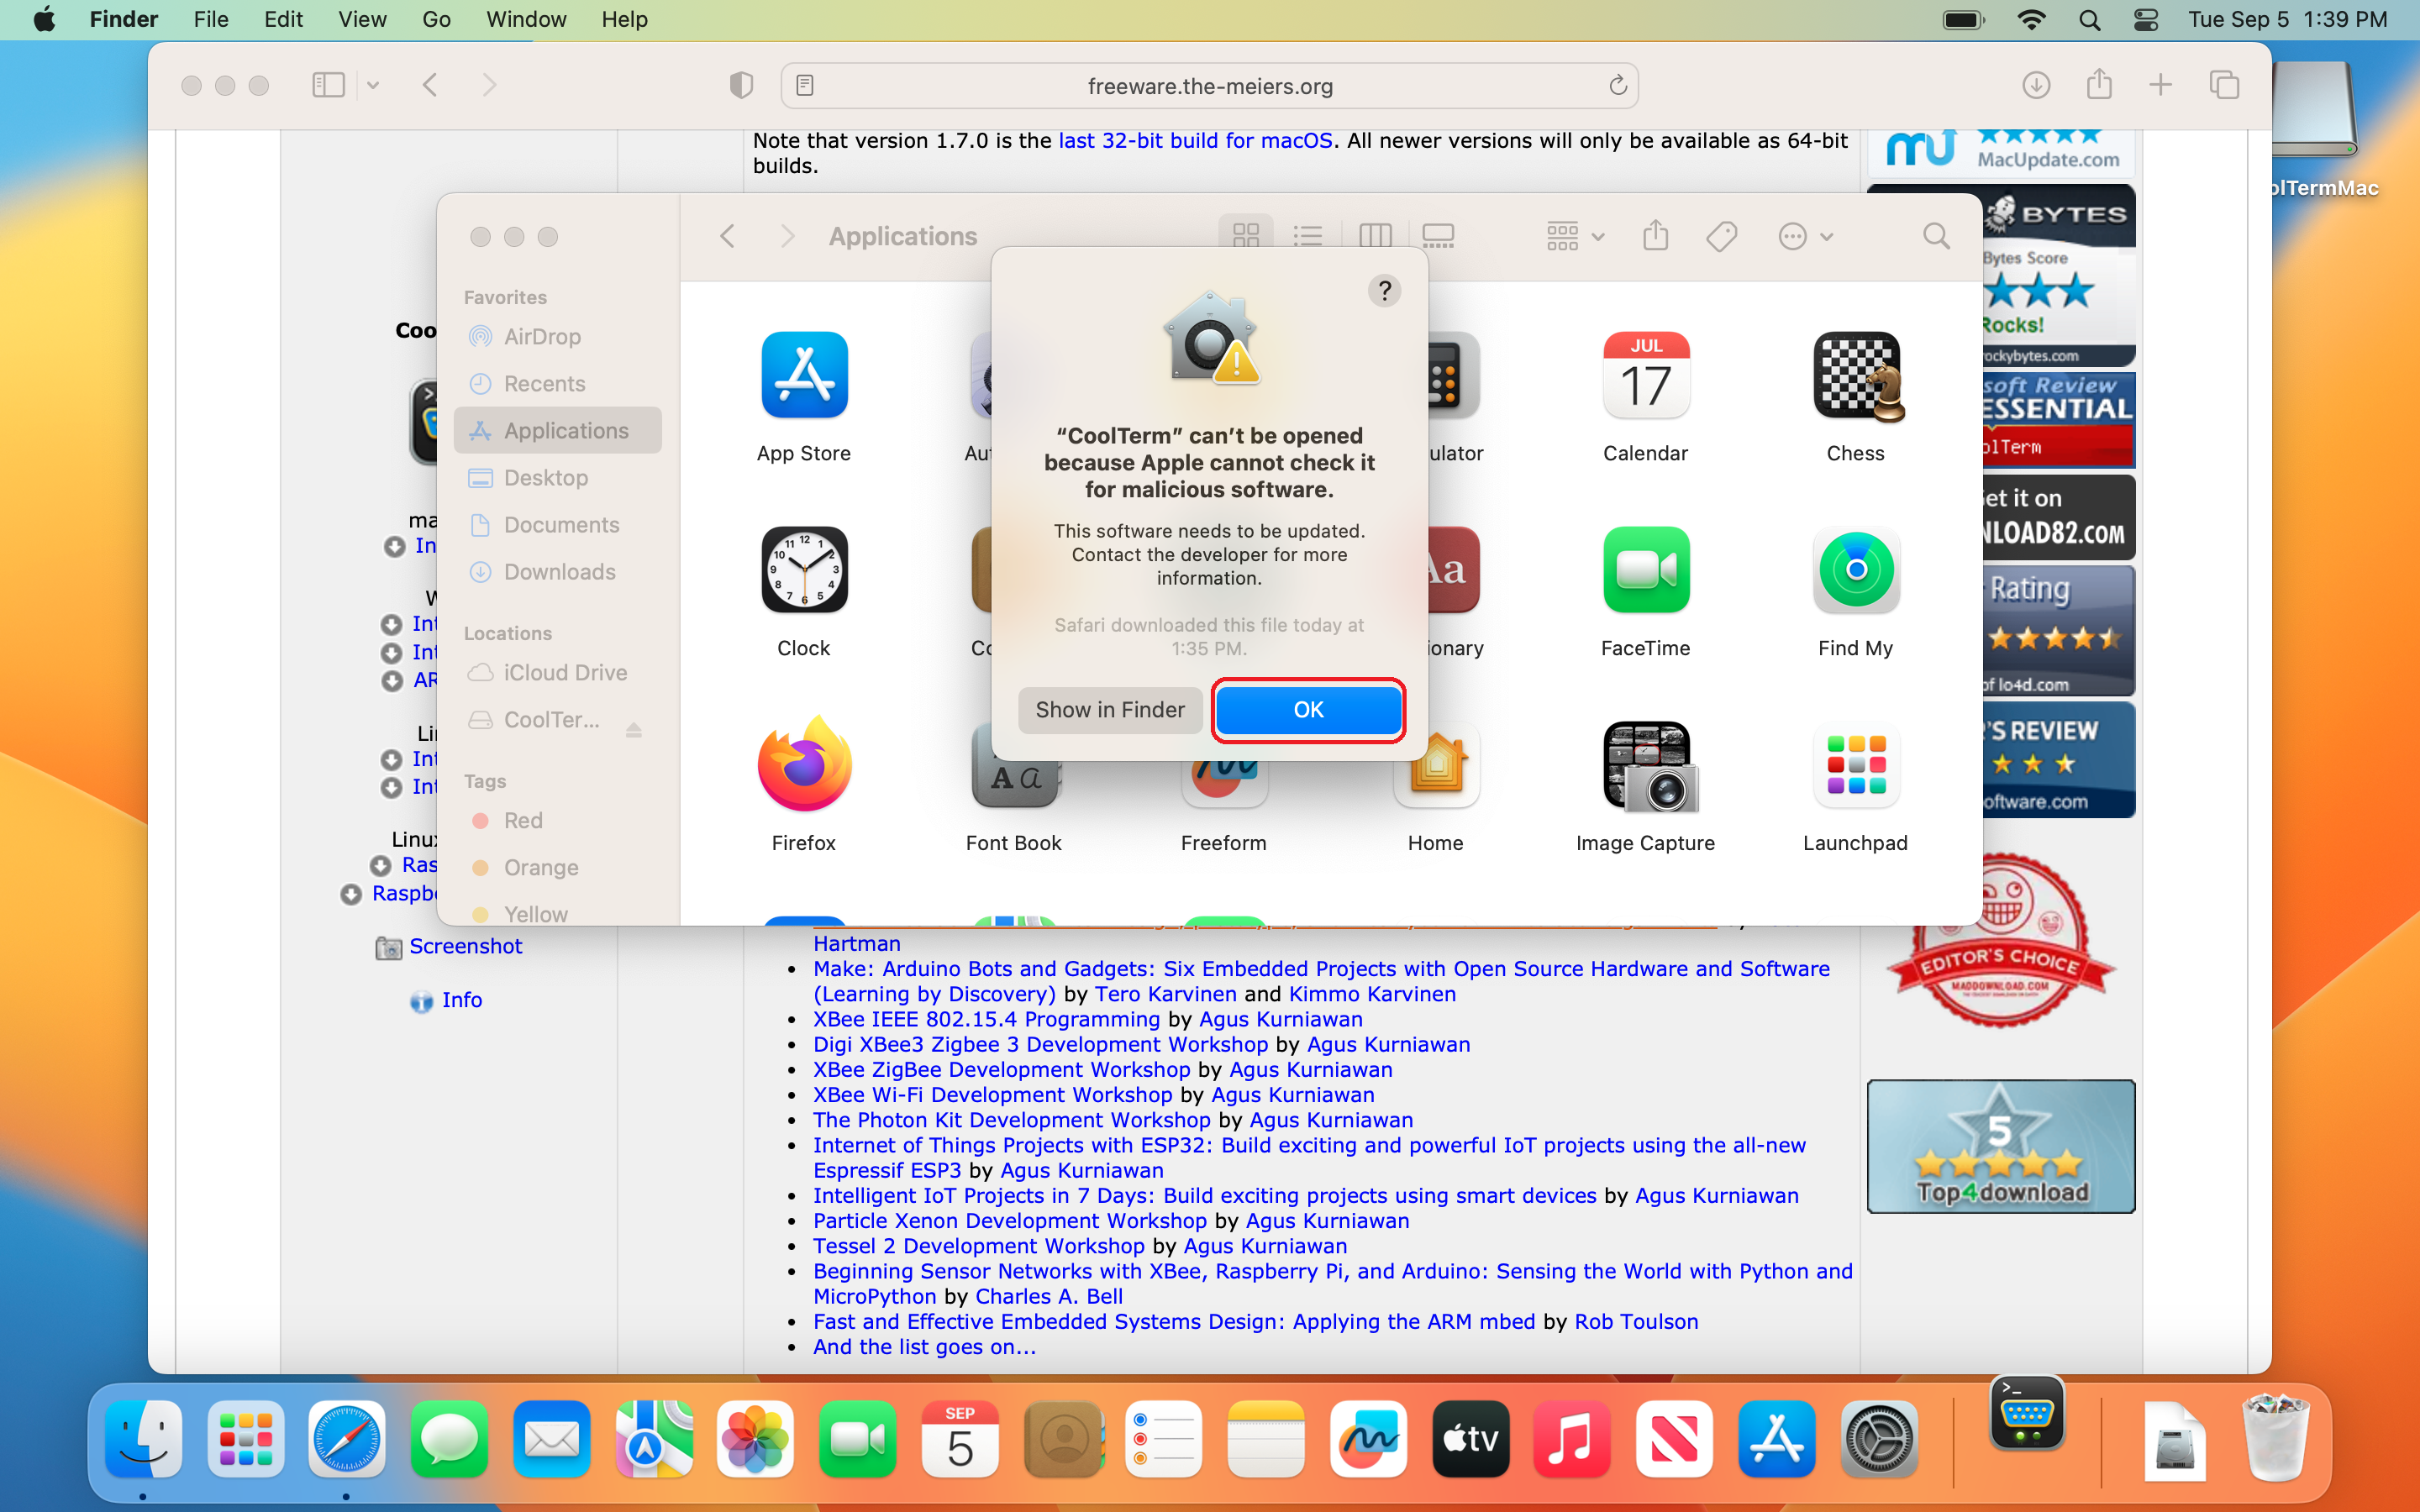 Finder File Edit View Go Window Help
Tue Sep 5 1:39 PM
freeware.the-meiers.org
Note that version 1.7.0 is the last 32-bit build for macOS. All newer versions will only be available as 64-bit
builds.
MacUpdate.com
olTermMac
BYTES
Bytes Score
Rocks!
ockybytes.com
soft Review
ESSENTIAL
olTerm
et it on
NLOAD82.COM
Rating
of lo4d.com
'S REVIEW
oftware.com
EDITOR'S CHOICE
MADDOWNLOAD.COM
5
Top4download
Coo
ma
In
W
Int
Int
AR
Li
Int
Int
Linux
Ras
Raspb
Screenshot
Info
Applications
Favorites
AirDrop
Recents
Applications
Desktop
Documents
Downloads
Locations
iCloud Drive
CoolTer...
Tags
Red
Orange
Yellow
JUL
17
App Store
Au
ulator
Calendar
Chess
Clock
Co
ionary
FaceTime
Find My
Firefox
Font Book
Freeform
Home
Image Capture
Launchpad
?
“CoolTerm” can’t be opened
because Apple cannot check it
for malicious software.
This software needs to be updated.
Contact the developer for more
information.
Safari downloaded this file today at
1:35 PM.
Show in Finder
OK
Hartman
Make: Arduino Bots and Gadgets: Six Embedded Projects with Open Source Hardware and Software
(Learning by Discovery) by Tero Karvinen and Kimmo Karvinen
XBee IEEE 802.15.4 Programming by Agus Kurniawan
Digi XBee3 Zigbee 3 Development Workshop by Agus Kurniawan
XBee ZigBee Development Workshop by Agus Kurniawan
XBee Wi-Fi Development Workshop by Agus Kurniawan
The Photon Kit Development Workshop by Agus Kurniawan
Internet of Things Projects with ESP32: Build exciting and powerful IoT projects using the all-new
Espressif ESP3 by Agus Kurniawan
Intelligent IoT Projects in 7 Days: Build exciting projects using smart devices by Agus Kurniawan
Particle Xenon Development Workshop by Agus Kurniawan
Tessel 2 Development Workshop by Agus Kurniawan
Beginning Sensor Networks with XBee, Raspberry Pi, and Arduino: Sensing the World with Python and
MicroPython by Charles A. Bell
Fast and Effective Embedded Systems Design: Applying the ARM mbed by Rob Toulson
And the list goes on...
SEP
5
tv